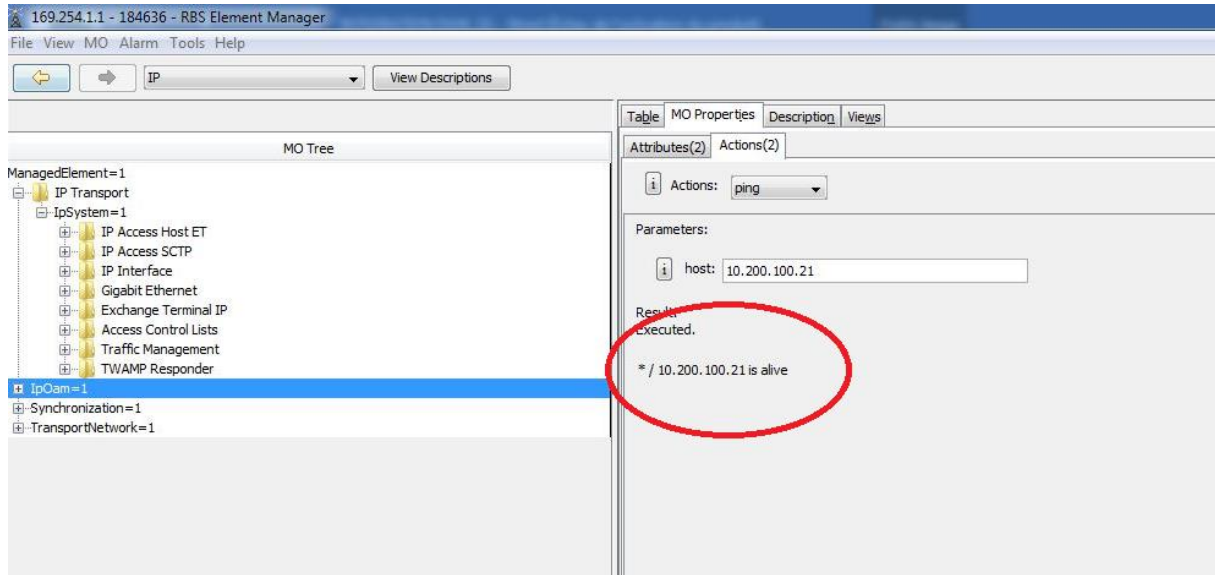 169.254.1.1 - 184636 - RBS Element Manager
File View MO Alarm Tools Help
IP View Descriptions
Table MO Properties Description Views
MO Tree
Attributes(2) Actions(2)
ManagedElement=1
IP Transport
IpSystem=1
IP Access Host ET
IP Access SCTP
IP Interface
Gigabit Ethernet
Exchange Terminal IP
Access Control Lists
Traffic Management
TWAMP Responder
IpOam=1
Synchronization=1
TransportNetwork=1
i Actions: ping
Parameters:
i host: 10.200.100.21
Result:
Executed.
* / 10.200.100.21 is alive